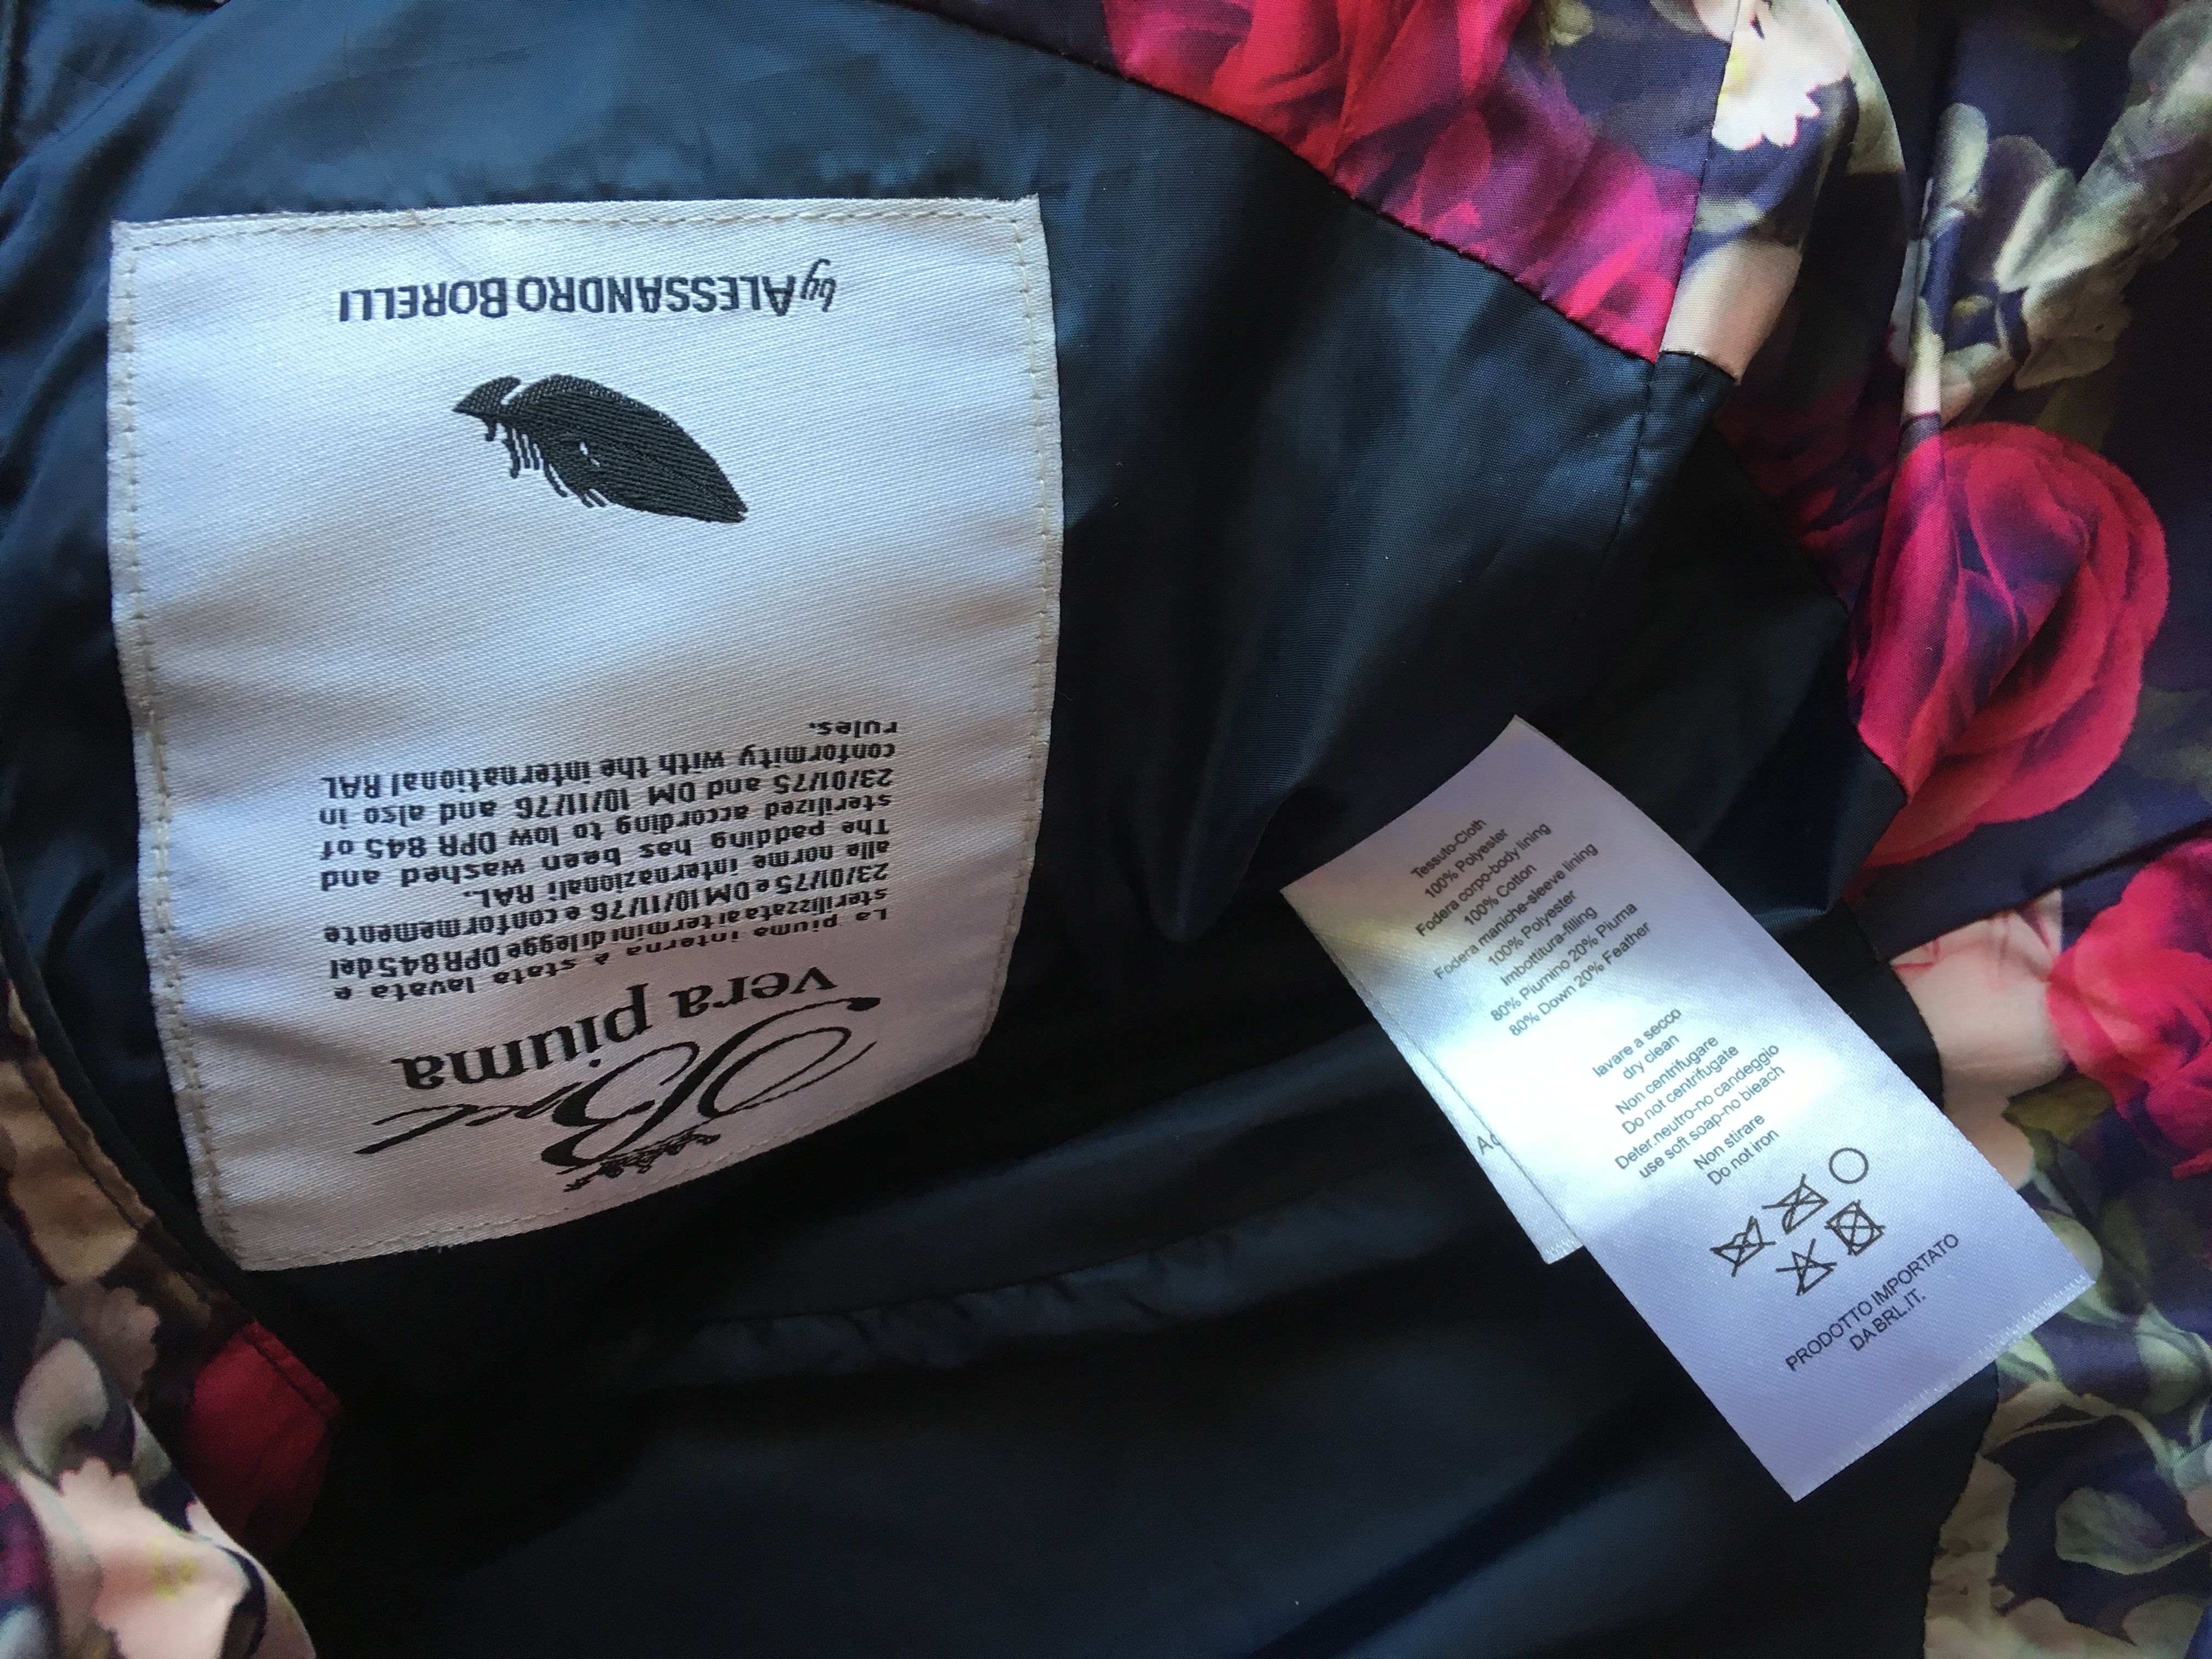 Brl
vera piuma
La piuma interna è stata lavata e
sterilizzata ai termini di legge DPR 845 del
23/01/75 e DM 10/11/76 e conformemente
alle norme internazionali RAL.
The padding has been washed and
sterilized according to low DPR 845 of
23/01/75 and DM 10/11/76 and also in
conformity with the international RAL
rules.
by ALESSANDRO BORELLI
Tessuto-Cloth
100% Polyester
Fodera corpo-body lining
100% Cotton
Fodera maniche-sleeve lining
100% Polyester
Imbottitura-filling
80% Piumino 20% Piuma
80% Down 20% Feather
lavare a secco
dry clean
Non centrifugare
Do not centrifugate
Deter.neutro-no candeggio
use soft soap-no bleach
Non stirare
Do not iron
PRODOTTO IMPORTATO
DA BRL.IT.